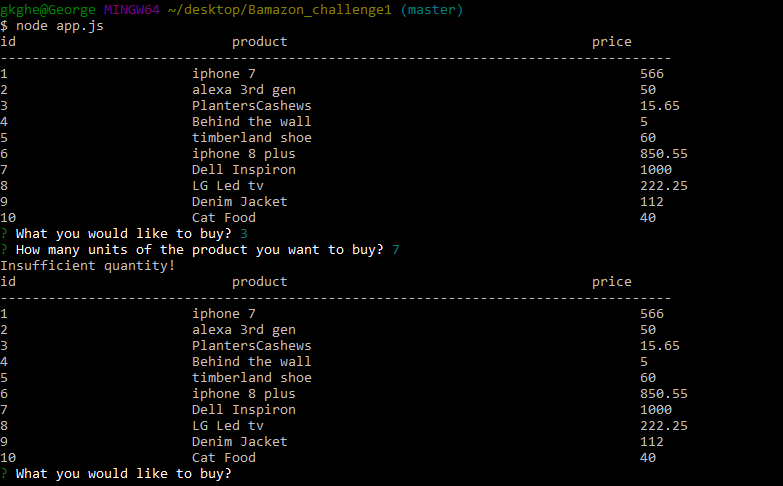 gkghe@George MINGW64 ~/desktop/Bamazon_challenge1 (master)
$ node app.js
id product price
------------------------------------------------------------------------------------
1 iphone 7 566
2 alexa 3rd gen 50
3 PlantersCashews 15.65
4 Behind the wall 5
5 timberland shoe 60
6 iphone 8 plus 850.55
7 Dell Inspiron 1000
8 LG Led tv 222.25
9 Denim Jacket 112
10 Cat Food 40
? What you would like to buy? 3
? How many units of the product you want to buy? 7
Insufficient quantity!
id product price
------------------------------------------------------------------------------------
1 iphone 7 566
2 alexa 3rd gen 50
3 PlantersCashews 15.65
4 Behind the wall 5
5 timberland shoe 60
6 iphone 8 plus 850.55
7 Dell Inspiron 1000
8 LG Led tv 222.25
9 Denim Jacket 112
10 Cat Food 40
? What you would like to buy?